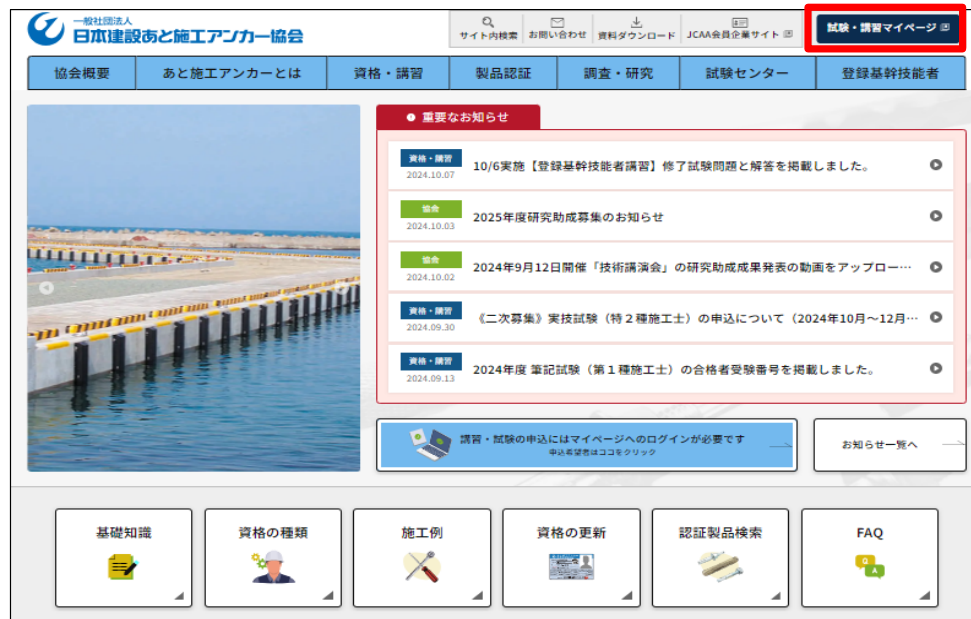 一般社団法人
日本建設あと施工アンカー協会
サイト内検索 お問い合わせ 資料ダウンロード JCAA会員企業サイト
試験・講習マイページ
協会概要 あと施工アンカーとは 資格・講習 製品認証 調査・研究 試験センター 登録基幹技能者
重要なお知らせ
資格・講習
2024.10.07
10/6実施【登録基幹技能者講習】修了試験問題と解答を掲載しました。
協会
2024.10.03
2025年度研究助成募集のお知らせ
協会
2024.10.02
2024年9月12日開催「技術講演会」の研究助成成果発表の動画をアップロー…
資格・講習
2024.09.30
《二次募集》実技試験（特２種施工士）の申込について（2024年10月～12月…
資格・講習
2024.09.13
2024年度 筆記試験（第１種施工士）の合格者受験番号を掲載しました。
講習・試験の申込にはマイページへのログインが必要です
申込希望者はココをクリック
お知らせ一覧へ
基礎知識 資格の種類 施工例 資格の更新 認証製品検索 FAQ
Q
A